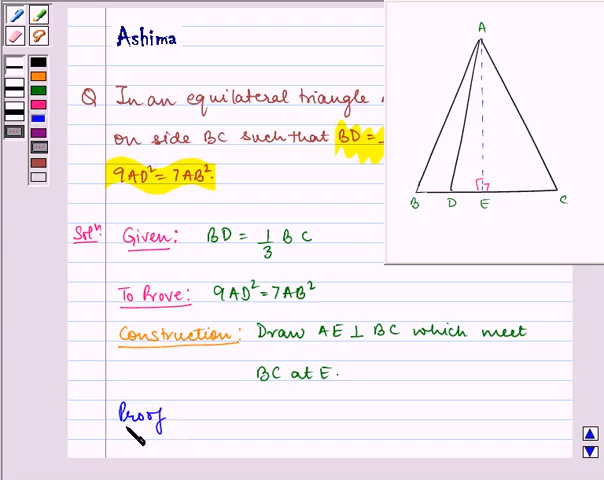 Ashima
Q In an equilateral triangle
on side BC such that BD =
9AD² = 7AB².
Solⁿ: Given: BD = 1/3 BC
To Prove: 9AD² = 7AB²
Construction: Draw AE ⊥ BC which meet
BC at E.
Proof
A
B D E C